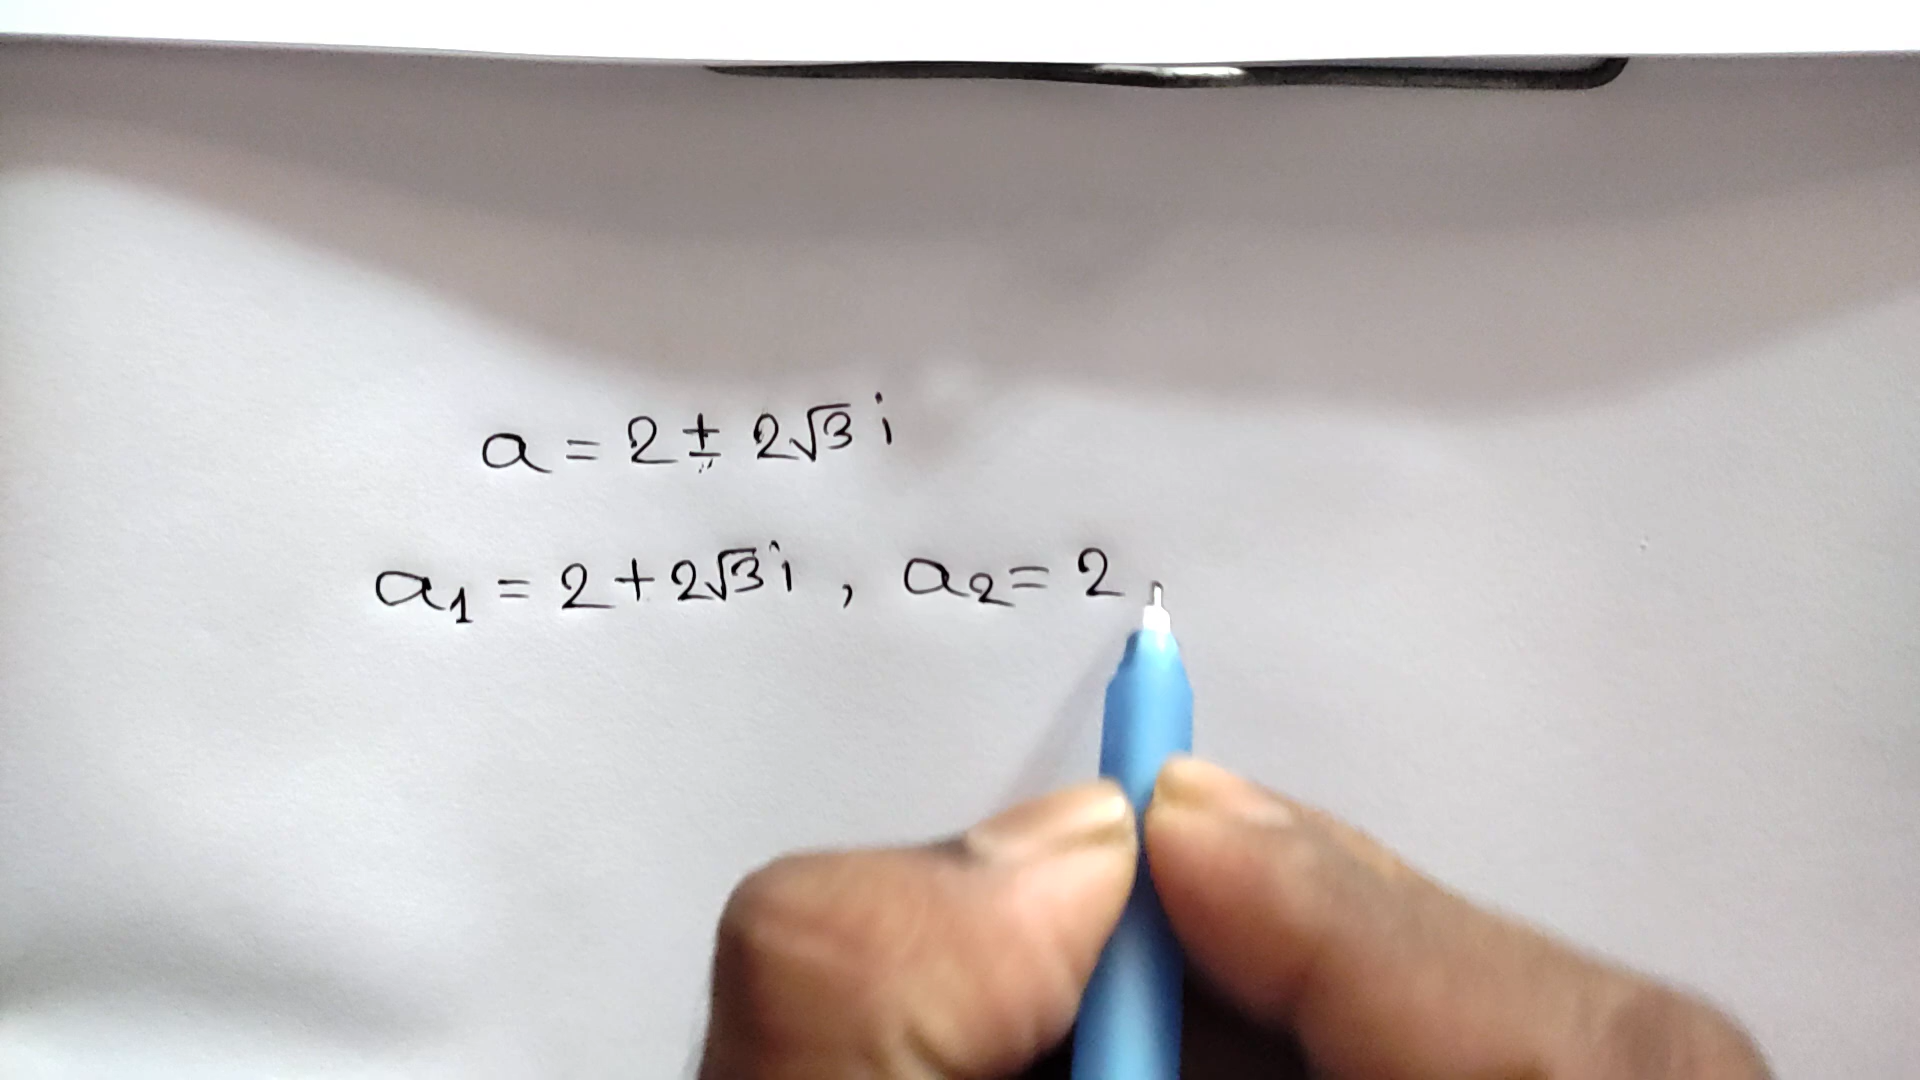 a = 2 ± 2√3 i
a₁ = 2 + 2√3 i , a₂ = 2